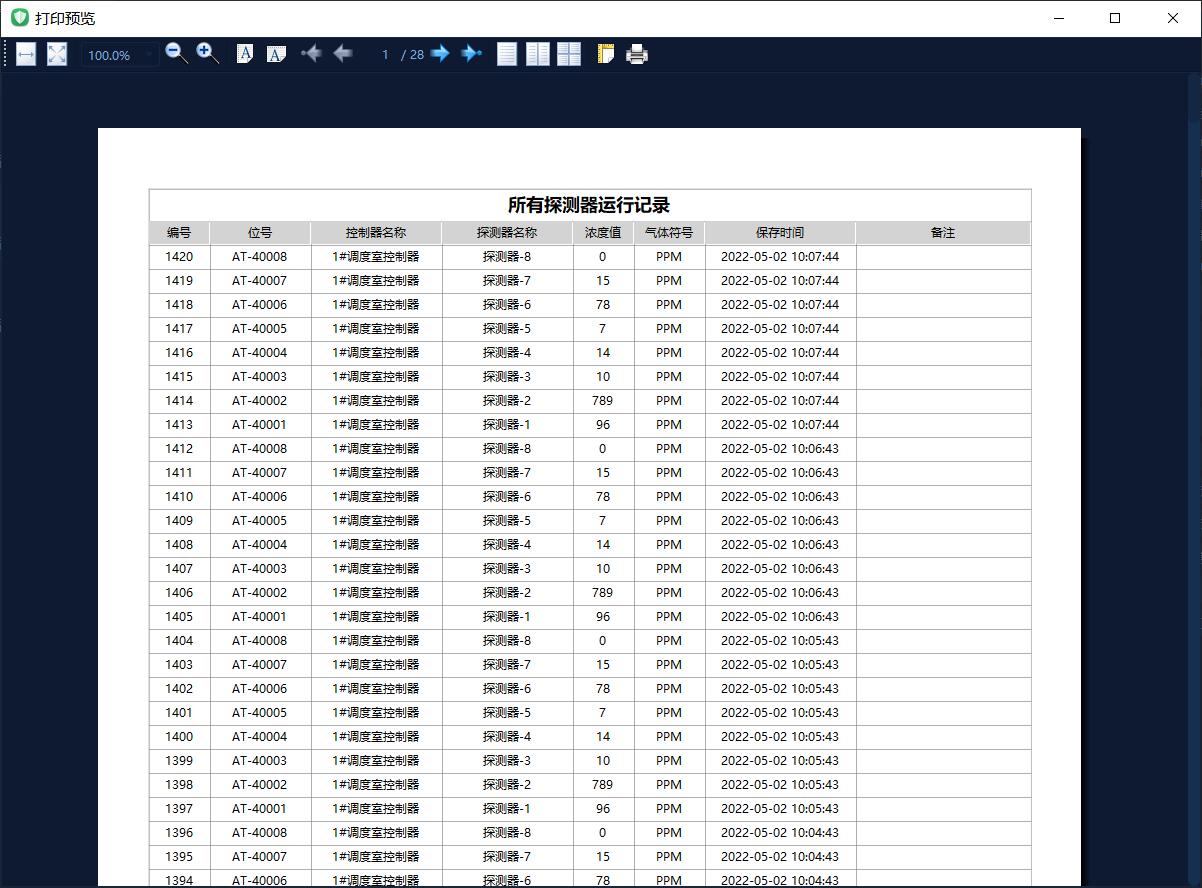 打印预览
100.0% 1 / 28
所有探测器运行记录
编号 位号 控制器名称 探测器名称 浓度值 气体符号 保存时间 备注
1420 AT-40008 1#调度室控制器 探测器-8 0 PPM 2022-05-02 10:07:44
1419 AT-40007 1#调度室控制器 探测器-7 15 PPM 2022-05-02 10:07:44
1418 AT-40006 1#调度室控制器 探测器-6 78 PPM 2022-05-02 10:07:44
1417 AT-40005 1#调度室控制器 探测器-5 7 PPM 2022-05-02 10:07:44
1416 AT-40004 1#调度室控制器 探测器-4 14 PPM 2022-05-02 10:07:44
1415 AT-40003 1#调度室控制器 探测器-3 10 PPM 2022-05-02 10:07:44
1414 AT-40002 1#调度室控制器 探测器-2 789 PPM 2022-05-02 10:07:44
1413 AT-40001 1#调度室控制器 探测器-1 96 PPM 2022-05-02 10:07:44
1412 AT-40008 1#调度室控制器 探测器-8 0 PPM 2022-05-02 10:06:43
1411 AT-40007 1#调度室控制器 探测器-7 15 PPM 2022-05-02 10:06:43
1410 AT-40006 1#调度室控制器 探测器-6 78 PPM 2022-05-02 10:06:43
1409 AT-40005 1#调度室控制器 探测器-5 7 PPM 2022-05-02 10:06:43
1408 AT-40004 1#调度室控制器 探测器-4 14 PPM 2022-05-02 10:06:43
1407 AT-40003 1#调度室控制器 探测器-3 10 PPM 2022-05-02 10:06:43
1406 AT-40002 1#调度室控制器 探测器-2 789 PPM 2022-05-02 10:06:43
1405 AT-40001 1#调度室控制器 探测器-1 96 PPM 2022-05-02 10:06:43
1404 AT-40008 1#调度室控制器 探测器-8 0 PPM 2022-05-02 10:05:43
1403 AT-40007 1#调度室控制器 探测器-7 15 PPM 2022-05-02 10:05:43
1402 AT-40006 1#调度室控制器 探测器-6 78 PPM 2022-05-02 10:05:43
1401 AT-40005 1#调度室控制器 探测器-5 7 PPM 2022-05-02 10:05:43
1400 AT-40004 1#调度室控制器 探测器-4 14 PPM 2022-05-02 10:05:43
1399 AT-40003 1#调度室控制器 探测器-3 10 PPM 2022-05-02 10:05:43
1398 AT-40002 1#调度室控制器 探测器-2 789 PPM 2022-05-02 10:05:43
1397 AT-40001 1#调度室控制器 探测器-1 96 PPM 2022-05-02 10:05:43
1396 AT-40008 1#调度室控制器 探测器-8 0 PPM 2022-05-02 10:04:43
1395 AT-40007 1#调度室控制器 探测器-7 15 PPM 2022-05-02 10:04:43
1394 AT-40006 1#调度室控制器 探测器-6 78 PPM 2022-05-02 10:04:43